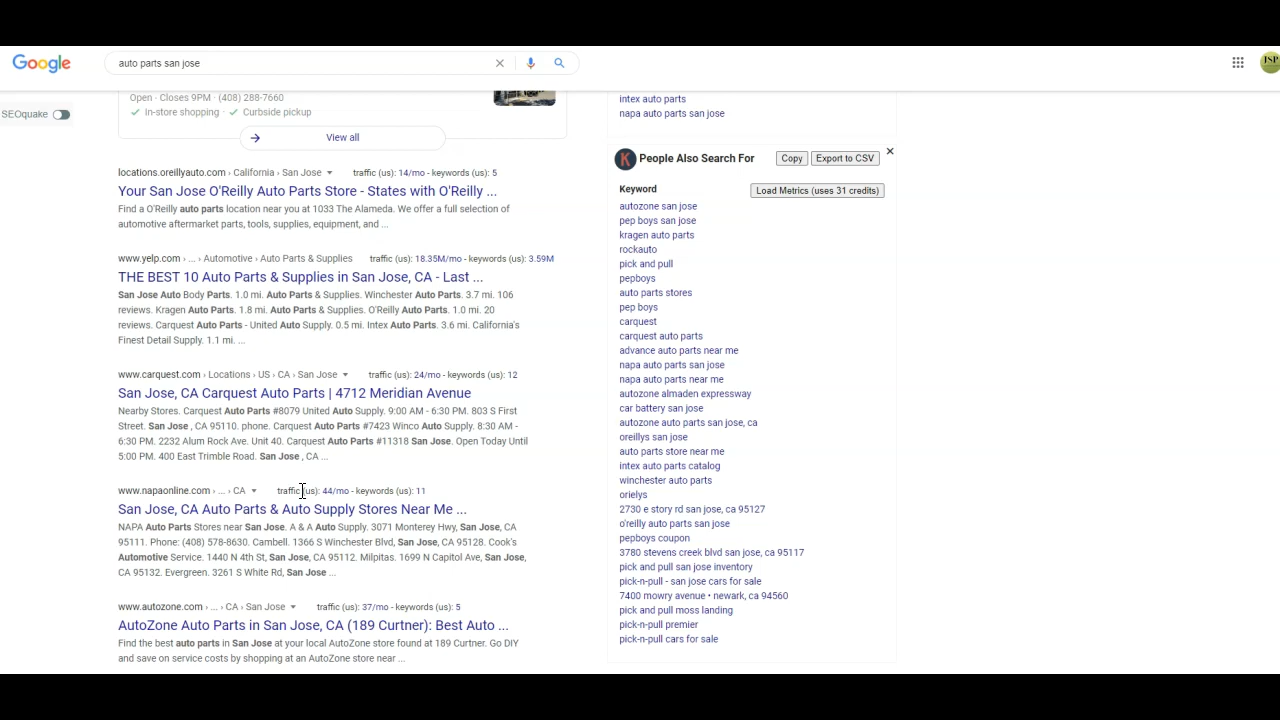 Google
auto parts san jose
JSP
SEOquake
Open · Closes 9PM · (408) 288-7660
✓ In-store shopping · ✓ Curbside pickup
→ View all
locations.oreillyauto.com › California › San Jose ▼ traffic (us): 14/mo - keywords (us): 5
Your San Jose O'Reilly Auto Parts Store - States with O'Reilly ...
Find a O'Reilly auto parts location near you at 1033 The Alameda. We offer a full selection of
automotive aftermarket parts, tools, supplies, equipment, and ...
www.yelp.com › ... › Automotive › Auto Parts & Supplies traffic (us): 18.35M/mo - keywords (us): 3.59M
THE BEST 10 Auto Parts & Supplies in San Jose, CA - Last ...
San Jose Auto Body Parts. 1.0 mi. Auto Parts & Supplies. Winchester Auto Parts. 3.7 mi. 106
reviews. Kragen Auto Parts. 1.8 mi. Auto Parts & Supplies. O'Reilly Auto Parts. 1.0 mi. 20
reviews. Carquest Auto Parts - United Auto Supply. 0.5 mi. Intex Auto Parts. 3.6 mi. California's
Finest Detail Supply. 1.1 mi. ...
www.carquest.com › Locations › US › CA › San Jose ▼ traffic (us): 24/mo - keywords (us): 12
San Jose, CA Carquest Auto Parts | 4712 Meridian Avenue
Nearby Stores. Carquest Auto Parts #8079 United Auto Supply. 9:00 AM - 6:30 PM. 803 S First
Street. San Jose , CA 95110. phone. Carquest Auto Parts #7423 Winco Auto Supply. 8:30 AM -
6:30 PM. 2232 Alum Rock Ave. Unit 40. Carquest Auto Parts #11318 San Jose. Open Today Until
5:00 PM. 400 East Trimble Road. San Jose , CA ...
www.napaonline.com › ... › CA ▼ traffic (us): 44/mo - keywords (us): 11
San Jose, CA Auto Parts & Auto Supply Stores Near Me ...
NAPA Auto Parts Stores near San Jose. A & A Auto Supply. 3071 Monterey Hwy, San Jose, CA
95111. Phone: (408) 578-8630. Cambell. 1366 S Winchester Blvd, San Jose, CA 95128. Cook's
Automotive Service. 1440 N 4th St, San Jose, CA 95112. Milpitas. 1699 N Capitol Ave, San Jose,
CA 95132. Evergreen. 3261 S White Rd, San Jose ...
www.autozone.com › ... › CA › San Jose ▼ traffic (us): 37/mo - keywords (us): 5
AutoZone Auto Parts in San Jose, CA (189 Curtner): Best Auto ...
Find the best auto parts in San Jose at your local AutoZone store found at 189 Curtner. Go DIY
and save on service costs by shopping at an AutoZone store near ...
intex auto parts
napa auto parts san jose
K People Also Search For Copy Export to CSV
Keyword Load Metrics (uses 31 credits)
autozone san jose
pep boys san jose
kragen auto parts
rockauto
pick and pull
pepboys
auto parts stores
pep boys
carquest
carquest auto parts
advance auto parts near me
napa auto parts san jose
napa auto parts near me
autozone almaden expressway
car battery san jose
autozone auto parts san jose, ca
oreillys san jose
auto parts store near me
intex auto parts catalog
winchester auto parts
orielys
2730 e story rd san jose, ca 95127
o'reilly auto parts san jose
pepboys coupon
3780 stevens creek blvd san jose, ca 95117
pick and pull san jose inventory
pick-n-pull - san jose cars for sale
7400 mowry avenue • newark, ca 94560
pick and pull moss landing
pick-n-pull premier
pick-n-pull cars for sale